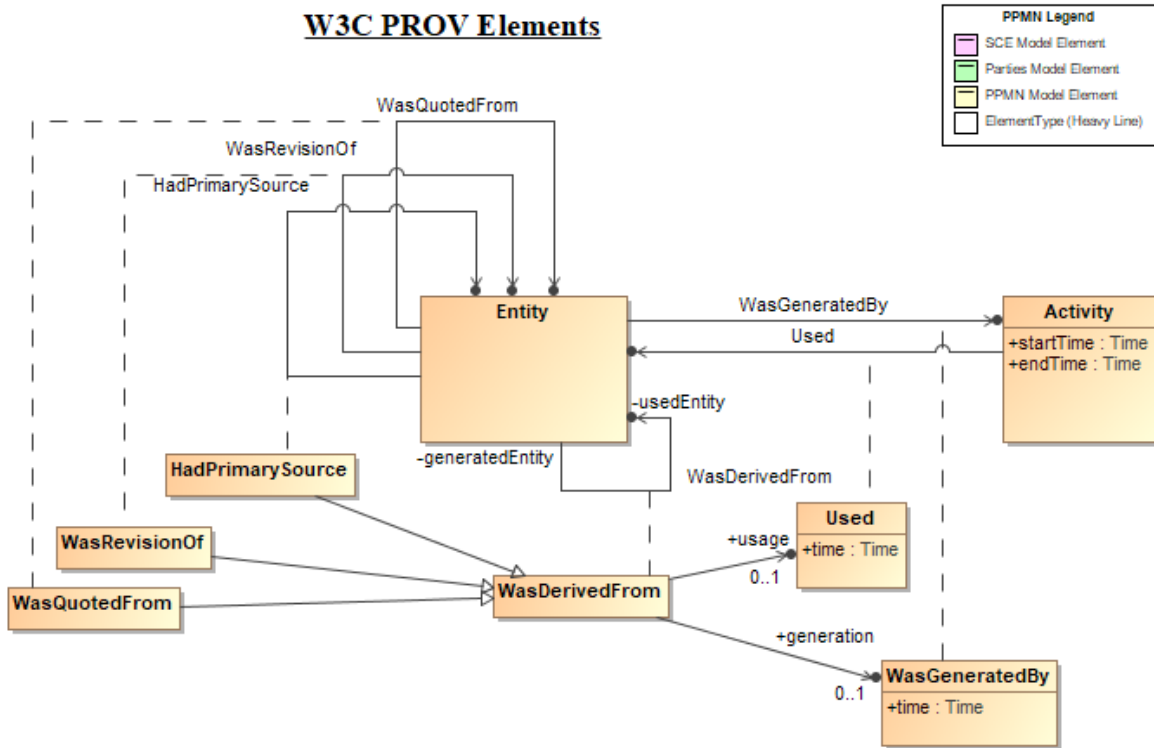 W3C PROV Elements
PPMN Legend
SCE Model Element
Parties Model Element
PPMN Model Element
ElementType (Heavy Line)
WasQuotedFrom
WasRevisionOf
HadPrimarySource
Entity
WasGeneratedBy
Used
Activity
+startTime : Time
+endTime : Time
-usedEntity
-generatedEntity
WasDerivedFrom
HadPrimarySource
WasRevisionOf
WasQuotedFrom
WasDerivedFrom
+usage
0..1
Used
+time : Time
+generation
0..1
WasGeneratedBy
+time : Time